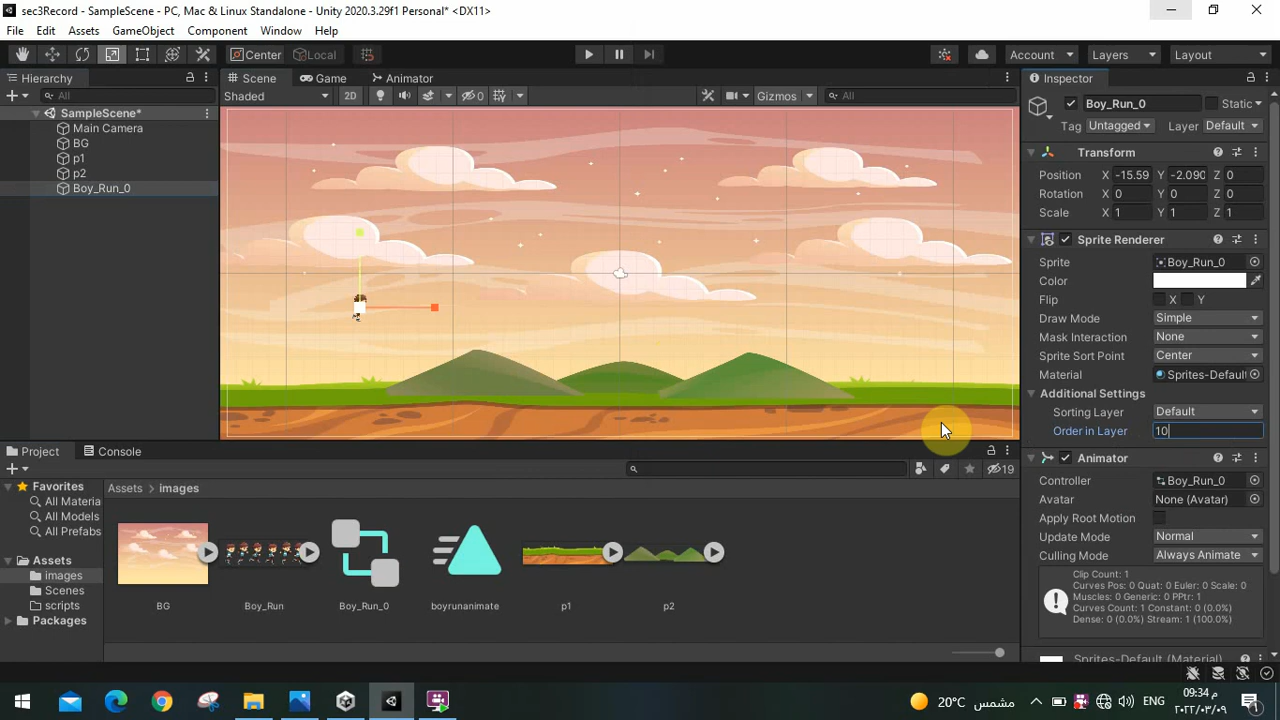 sec3Record - SampleScene - PC, Mac & Linux Standalone - Unity 2020.3.29f1 Personal* <DX11>
File Edit Assets GameObject Component Window Help
Center Local Account Layers Layout
Hierarchy
All
SampleScene*
Main Camera
BG
p1
p2
Boy_Run_0
Scene Game Animator
Shaded 2D 0 Gizmos All
Inspector
Boy_Run_0 Static
Tag Untagged Layer Default
Transform
Position X -15.59 Y -2.090 Z 0
Rotation X 0 Y 0 Z 0
Scale X 1 Y 1 Z 1
Sprite Renderer
Sprite Boy_Run_0
Color
Flip X Y
Draw Mode Simple
Mask Interaction None
Sprite Sort Point Center
Material Sprites-Default
Additional Settings
Sorting Layer Default
Order in Layer 10
Animator
Controller Boy_Run_0
Avatar None (Avatar)
Apply Root Motion
Update Mode Normal
Culling Mode Always Animate
Clip Count: 1
Curves Pos: 0 Quat: 0 Euler: 0 Scale: 0
Muscles: 0 Generic: 0 PPtr: 1
Curves Count: 1 Constant: 0 (0.0%)
Dense: 0 (0.0%) Stream: 1 (100.0%)
Sprites-Default (Material)
Project Console
19
Favorites
All Materia
All Models
All Prefabs
Assets
images
Scenes
scripts
Packages
Assets > images
BG Boy_Run Boy_Run_0 boyrunanimate p1 p2
20°C مشمس ENG
09:34 م
٢٠٢٢/٠٣/٠٩
1